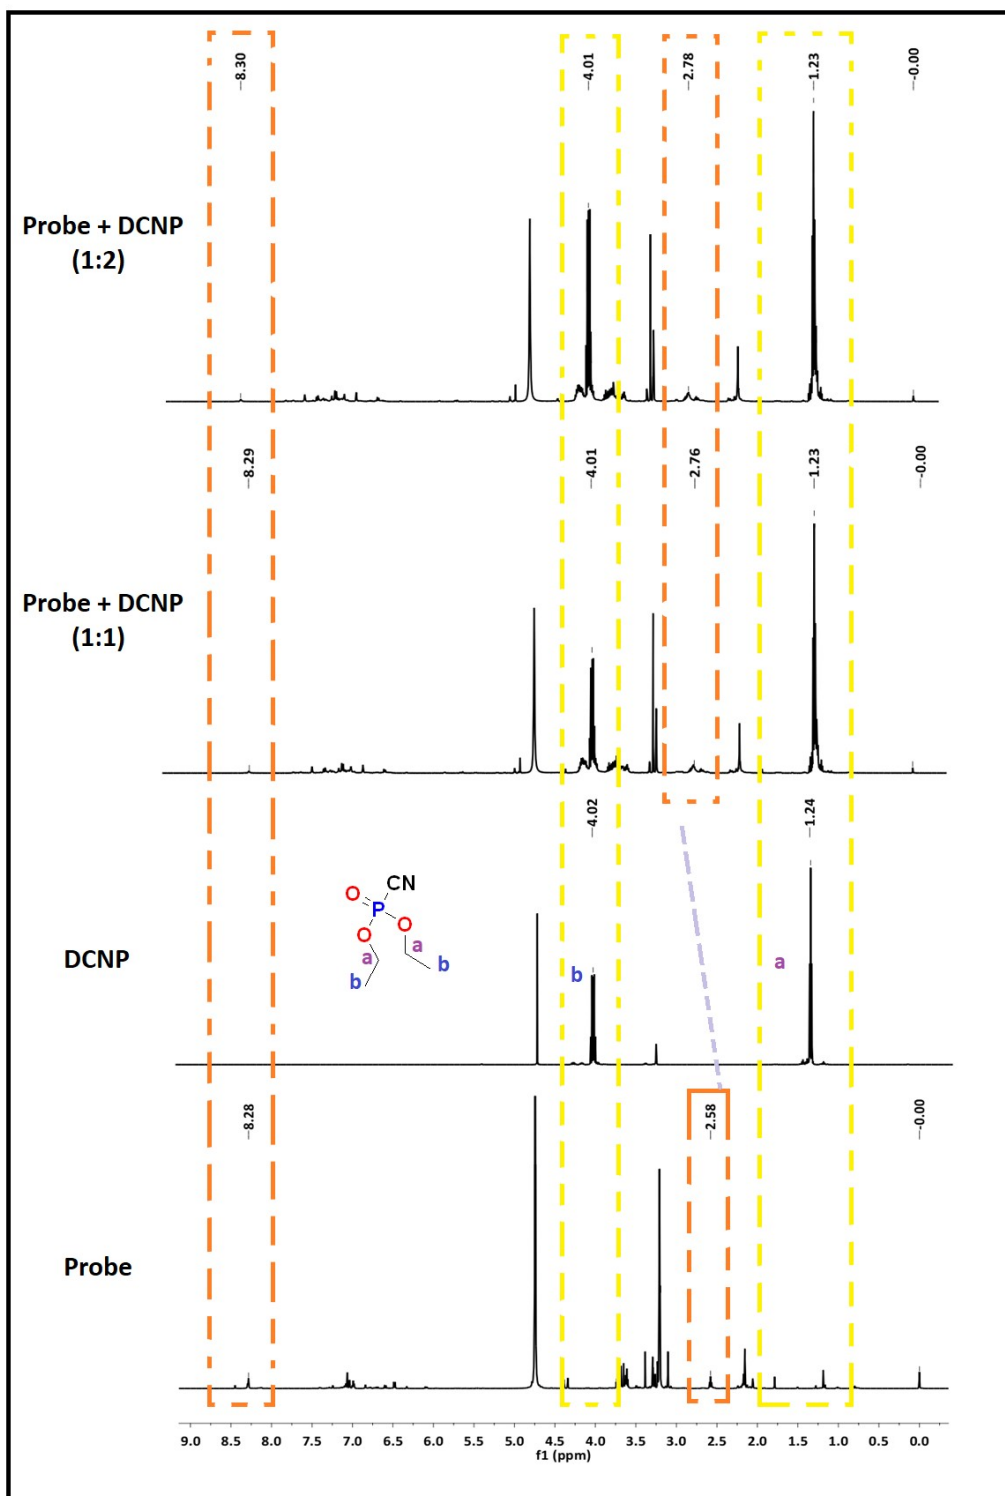 8.30
4.01
2.78
1.23
-0.00
Probe + DCNP
(1:2)
8.29
4.01
2.76
1.23
-0.00
Probe + DCNP
(1:1)
4.02
1.24
O
CN
P
O
O
a
a
b
b
b
a
DCNP
8.28
2.58
-0.00
Probe
9.0 8.5 8.0 7.5 7.0 6.5 6.0 5.5 5.0 4.5 4.0 3.5 3.0 2.5 2.0 1.5 1.0 0.5 0.0
f1 (ppm)